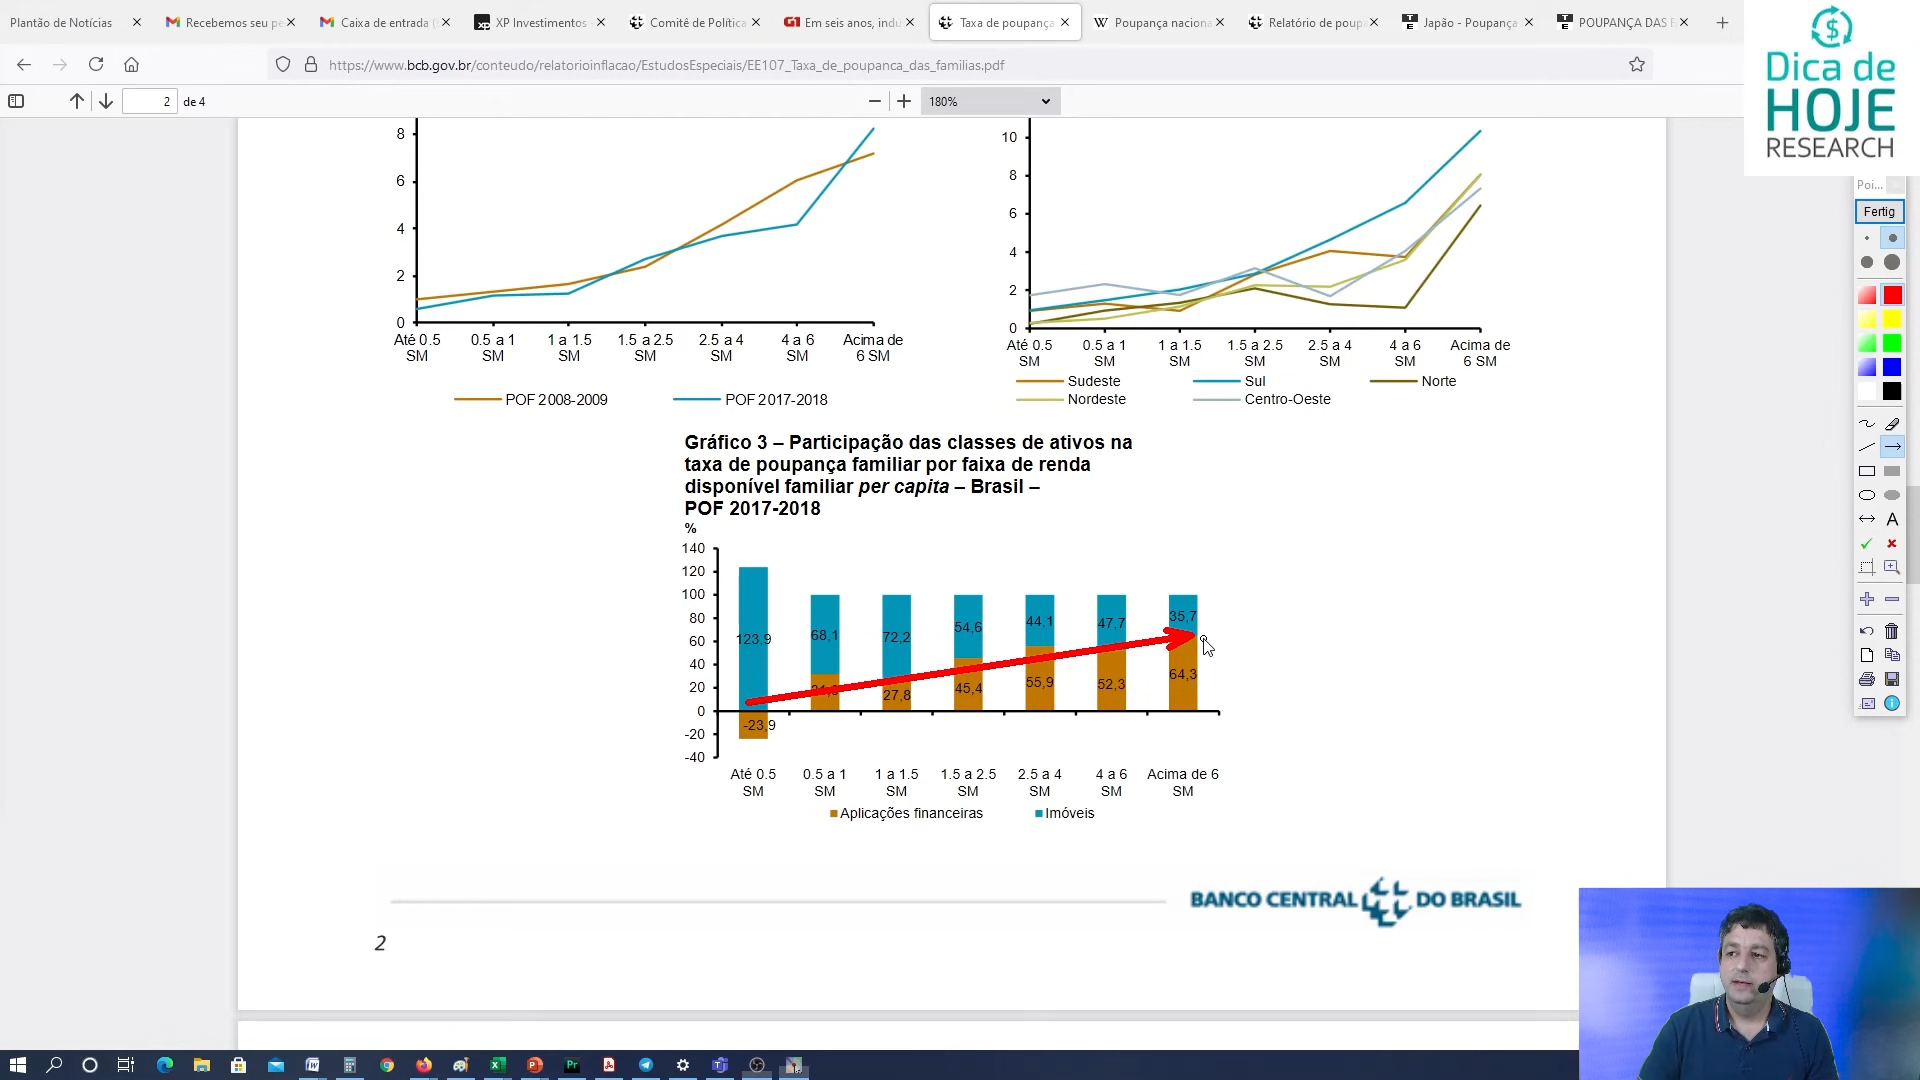 Plantão de Notícias
Recebemos seu pe
Caixa de entrada (
XP Investimentos
Comitê de Política
Em seis anos, indú
Taxa de poupança
Poupança naciona
Relatório de poup
Japão - Poupança
POUPANÇA DAS E
https://www.bcb.gov.br/conteudo/relatorioinflacao/EstudosEspeciais/EE107_Taxa_de_poupanca_das_familias.pdf
2 de 4
180%
Dica de
HOJE
RESEARCH
Poi...
Fertig
8
6
4
2
0
Até 0.5 SM
0.5 a 1 SM
1 a 1.5 SM
1.5 a 2.5 SM
2.5 a 4 SM
4 a 6 SM
Acima de 6 SM
POF 2008-2009
POF 2017-2018
10
8
6
4
2
0
Até 0.5 SM
0.5 a 1 SM
1 a 1.5 SM
1.5 a 2.5 SM
2.5 a 4 SM
4 a 6 SM
Acima de 6 SM
Sudeste
Sul
Norte
Nordeste
Centro-Oeste
Gráfico 3 – Participação das classes de ativos na
taxa de poupança familiar por faixa de renda
disponível familiar per capita – Brasil –
POF 2017-2018
%
140
120
100
80
60
40
20
0
-20
-40
123,9
68,1
72,2
54,6
44,1
47,7
35,7
-23,9
27,8
45,4
55,9
52,3
64,3
Até 0.5 SM
0.5 a 1 SM
1 a 1.5 SM
1.5 a 2.5 SM
2.5 a 4 SM
4 a 6 SM
Acima de 6 SM
Aplicações financeiras
Imóveis
BANCO CENTRAL DO BRASIL
2